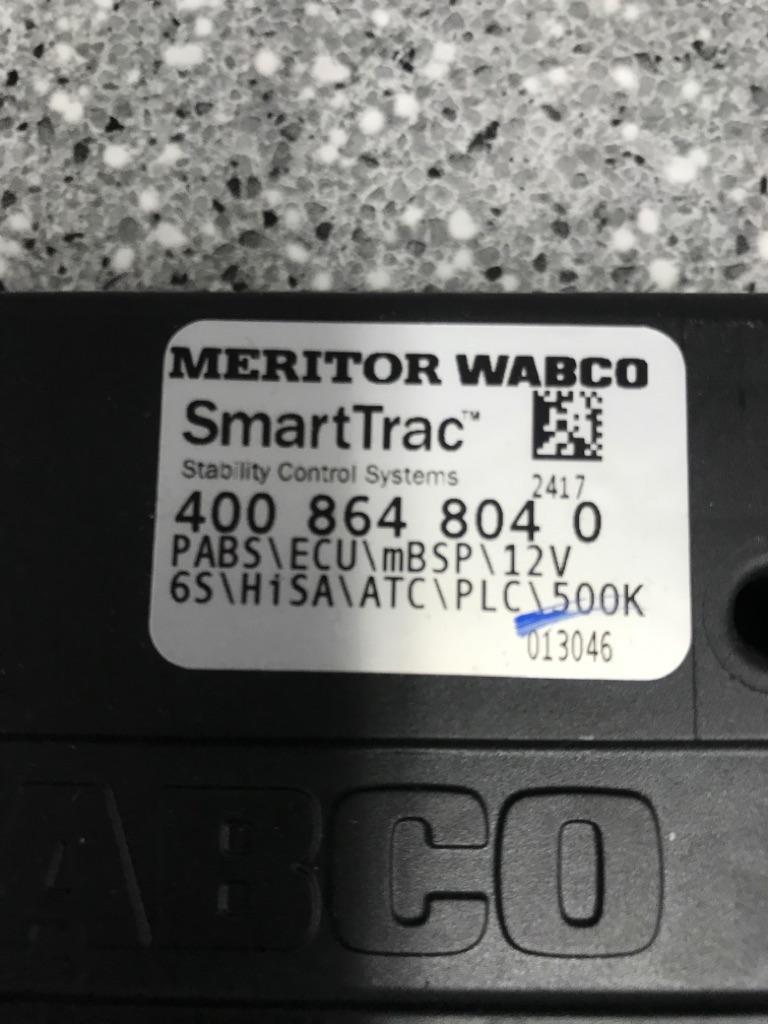 MERITOR WABCO
SmartTrac™
Stability Control Systems
2417
400 864 804 0
PABS\ECU\mBSP\12V
6S\HiSA\ATC\PLC\500K
013046
ABCO